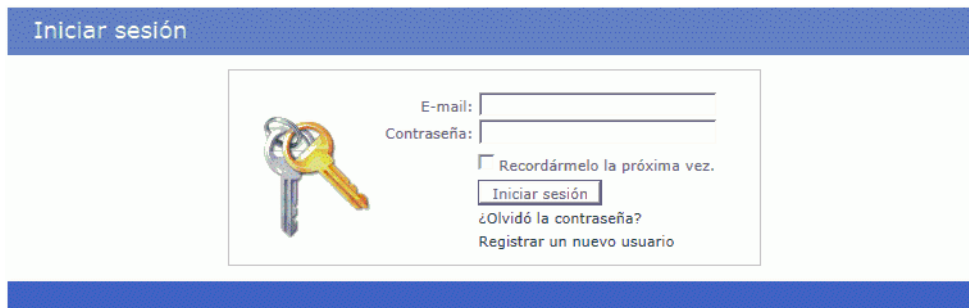 Iniciar sesión
E-mail:
Contraseña:
Recordármelo la próxima vez.
Iniciar sesión
¿Olvidó la contraseña?
Registrar un nuevo usuario